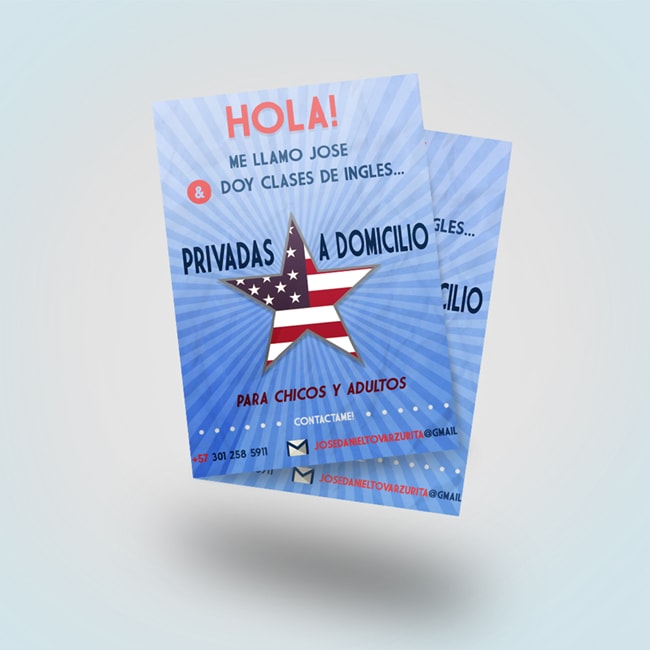 HOLA!
ME LLAMO JOSE
& DOY CLASES DE INGLES...
PRIVADAS A DOMICILIO
PARA CHICOS Y ADULTOS
CONTACTAME!
+57 301 258 5911 JOSEDANIELTOVARZURITA@GMAIL
GLES...
CILIO
5911 JOSEDANIELTOVARZURITA@GMAIL